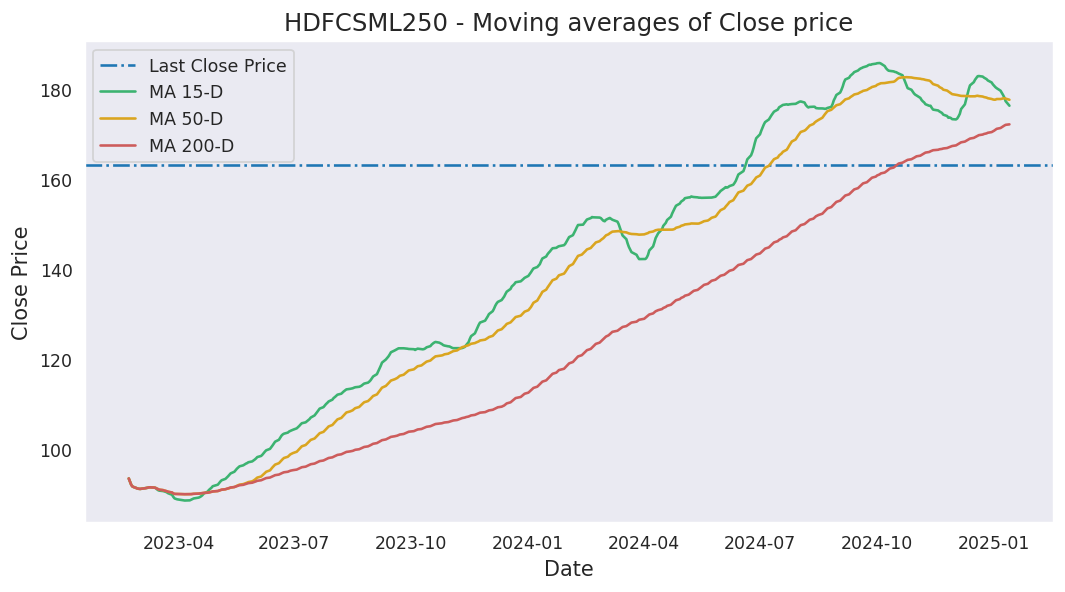 HDFCSML250 - Moving averages of Close price
Last Close Price
MA 15-D
MA 50-D
MA 200-D
Close Price
180
160
140
120
100
2023-04
2023-07
2023-10
2024-01
2024-04
2024-07
2024-10
2025-01
Date